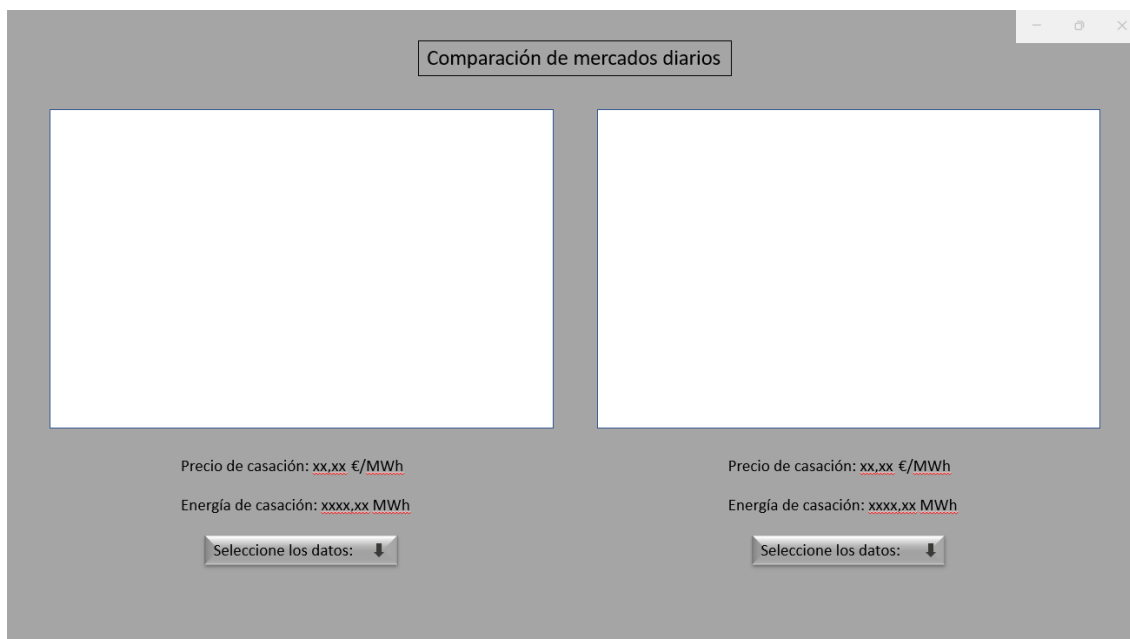 Comparación de mercados diarios
Precio de casación: xx,xx €/MWh
Energía de casación: xxxx,xx MWh
Seleccione los datos:
Precio de casación: xx,xx €/MWh
Energía de casación: xxxx,xx MWh
Seleccione los datos: